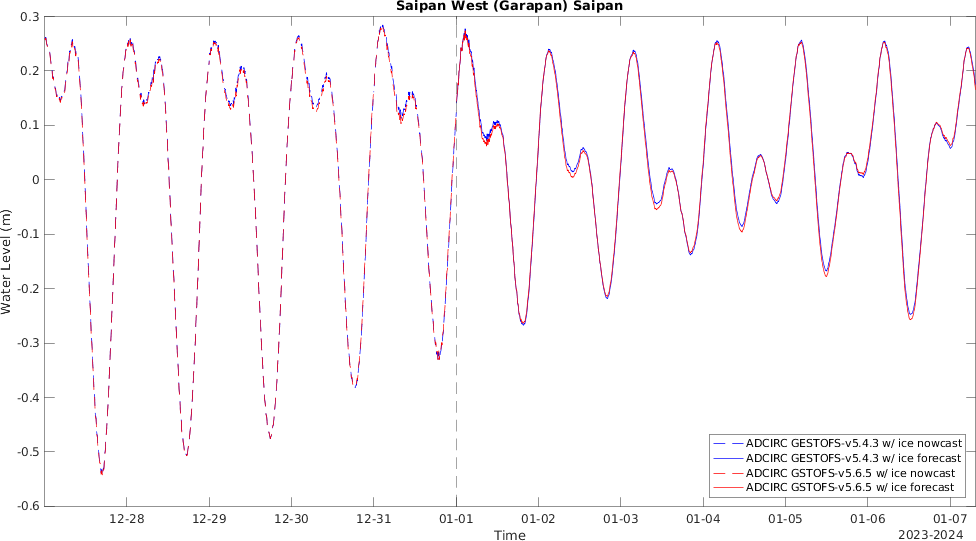 Saipan West (Garapan) Saipan
0.3
0.2
0.1
0
-0.1
-0.2
-0.3
-0.4
-0.5
-0.6
Water Level (m)
ADCIRC GESTOFS-v5.4.3 w/ ice nowcast
ADCIRC GESTOFS-v5.4.3 w/ ice forecast
ADCIRC GSTOFS-v5.6.5 w/ ice nowcast
ADCIRC GSTOFS-v5.6.5 w/ ice forecast
12-28 12-29 12-30 12-31 01-01 01-02 01-03 01-04 01-05 01-06 01-07
Time
2023-2024